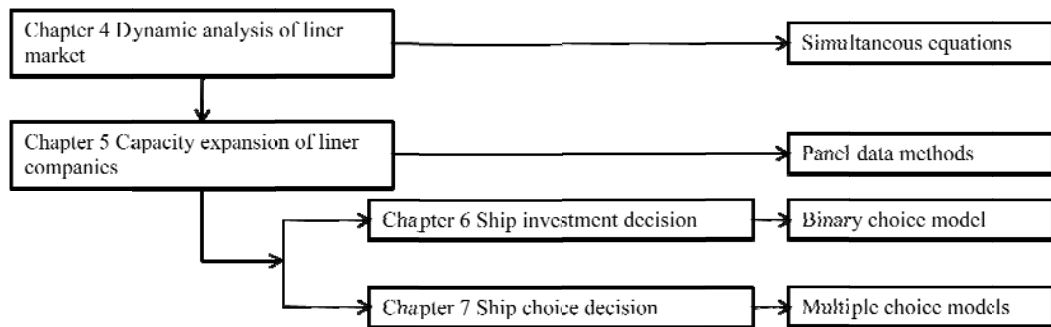 Chapter 4 Dynamic analysis of liner
market
Simultaneous equations
Chapter 5 Capacity expansion of liner
companies
Panel data methods
Chapter 6 Ship investment decision
Binary choice model
Chapter 7 Ship choice decision
Multiple choice models